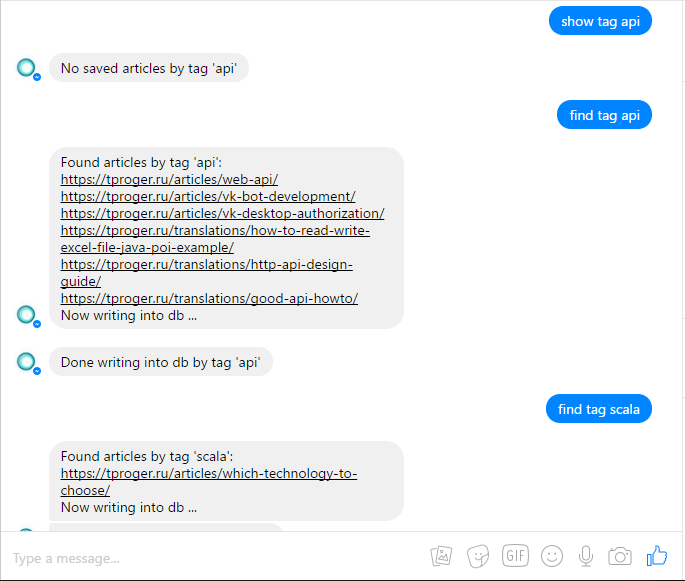 show tag api
No saved articles by tag 'api'
find tag api
Found articles by tag 'api':
https://tproger.ru/articles/web-api/
https://tproger.ru/articles/vk-bot-development/
https://tproger.ru/articles/vk-desktop-authorization/
https://tproger.ru/translations/how-to-read-write-
excel-file-java-poi-example/
https://tproger.ru/translations/http-api-design-
guide/
https://tproger.ru/translations/good-api-howto/
Now writing into db ...
Done writing into db by tag 'api'
find tag scala
Found articles by tag 'scala':
https://tproger.ru/articles/which-technology-to-
choose/
Now writing into db ...
Type a message...
GIF